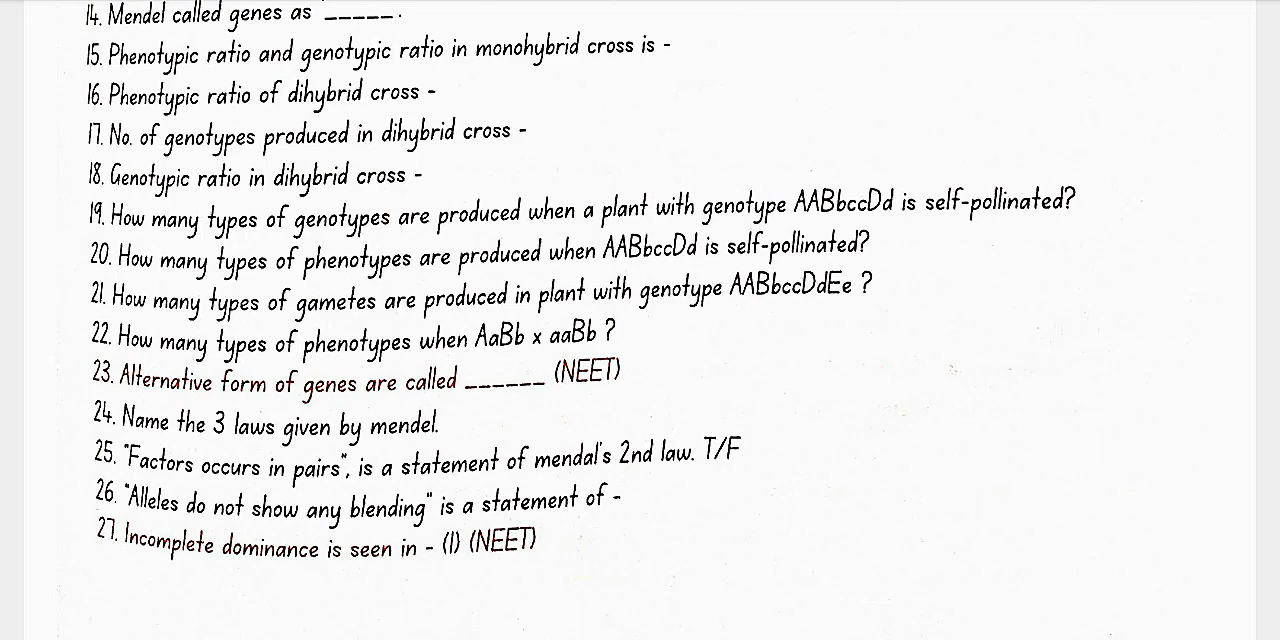 14. Mendel called genes as _____.
15. Phenotypic ratio and genotypic ratio in monohybrid cross is -
16. Phenotypic ratio of dihybrid cross -
17. No. of genotypes produced in dihybrid cross -
18. Genotypic ratio in dihybrid cross -
19. How many types of genotypes are produced when a plant with genotype AABbccDd is self-pollinated?
20. How many types of phenotypes are produced when AABbccDd is self-pollinated?
21. How many types of gametes are produced in plant with genotype AABbccDdEe ?
22. How many types of phenotypes when AaBb x aaBb ?
23. Alternative form of genes are called ______ (NEET)
24. Name the 3 laws given by mendel.
25. "Factors occurs in pairs", is a statement of mendal's 2nd law. T/F
26. "Alleles do not show any blending" is a statement of -
27. Incomplete dominance is seen in - (1) (NEET)